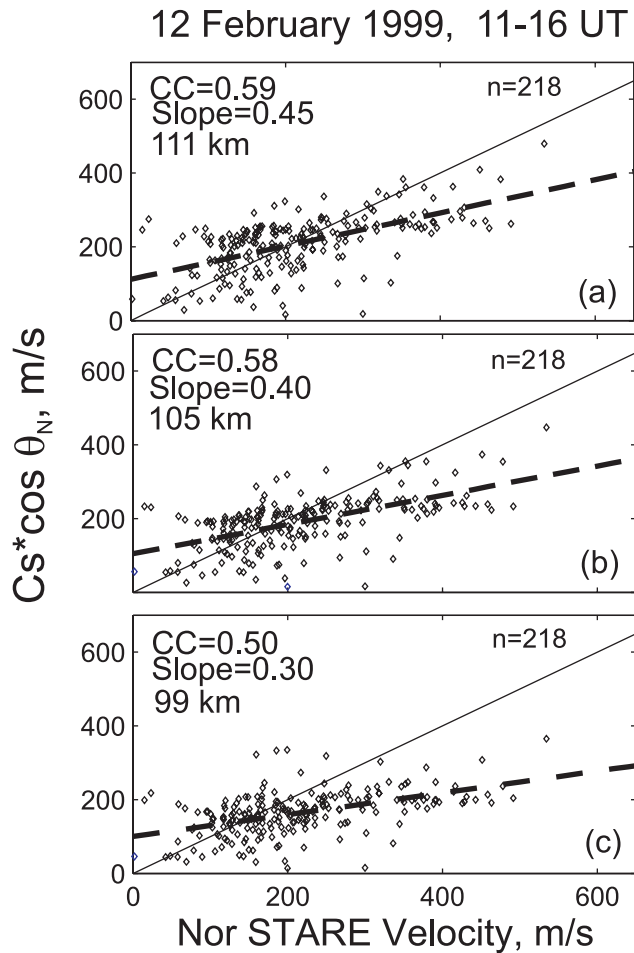 12 February 1999, 11-16 UT
CC=0.59
n=218
Slope=0.45
111 km
600
400
200
0
(a)
CC=0.58
n=218
Slope=0.40
105 km
600
400
200
0
(b)
Cs*cos θN, m/s
CC=0.50
n=218
Slope=0.30
99 km
600
400
200
0
(c)
0 200 400 600
Nor STARE Velocity, m/s